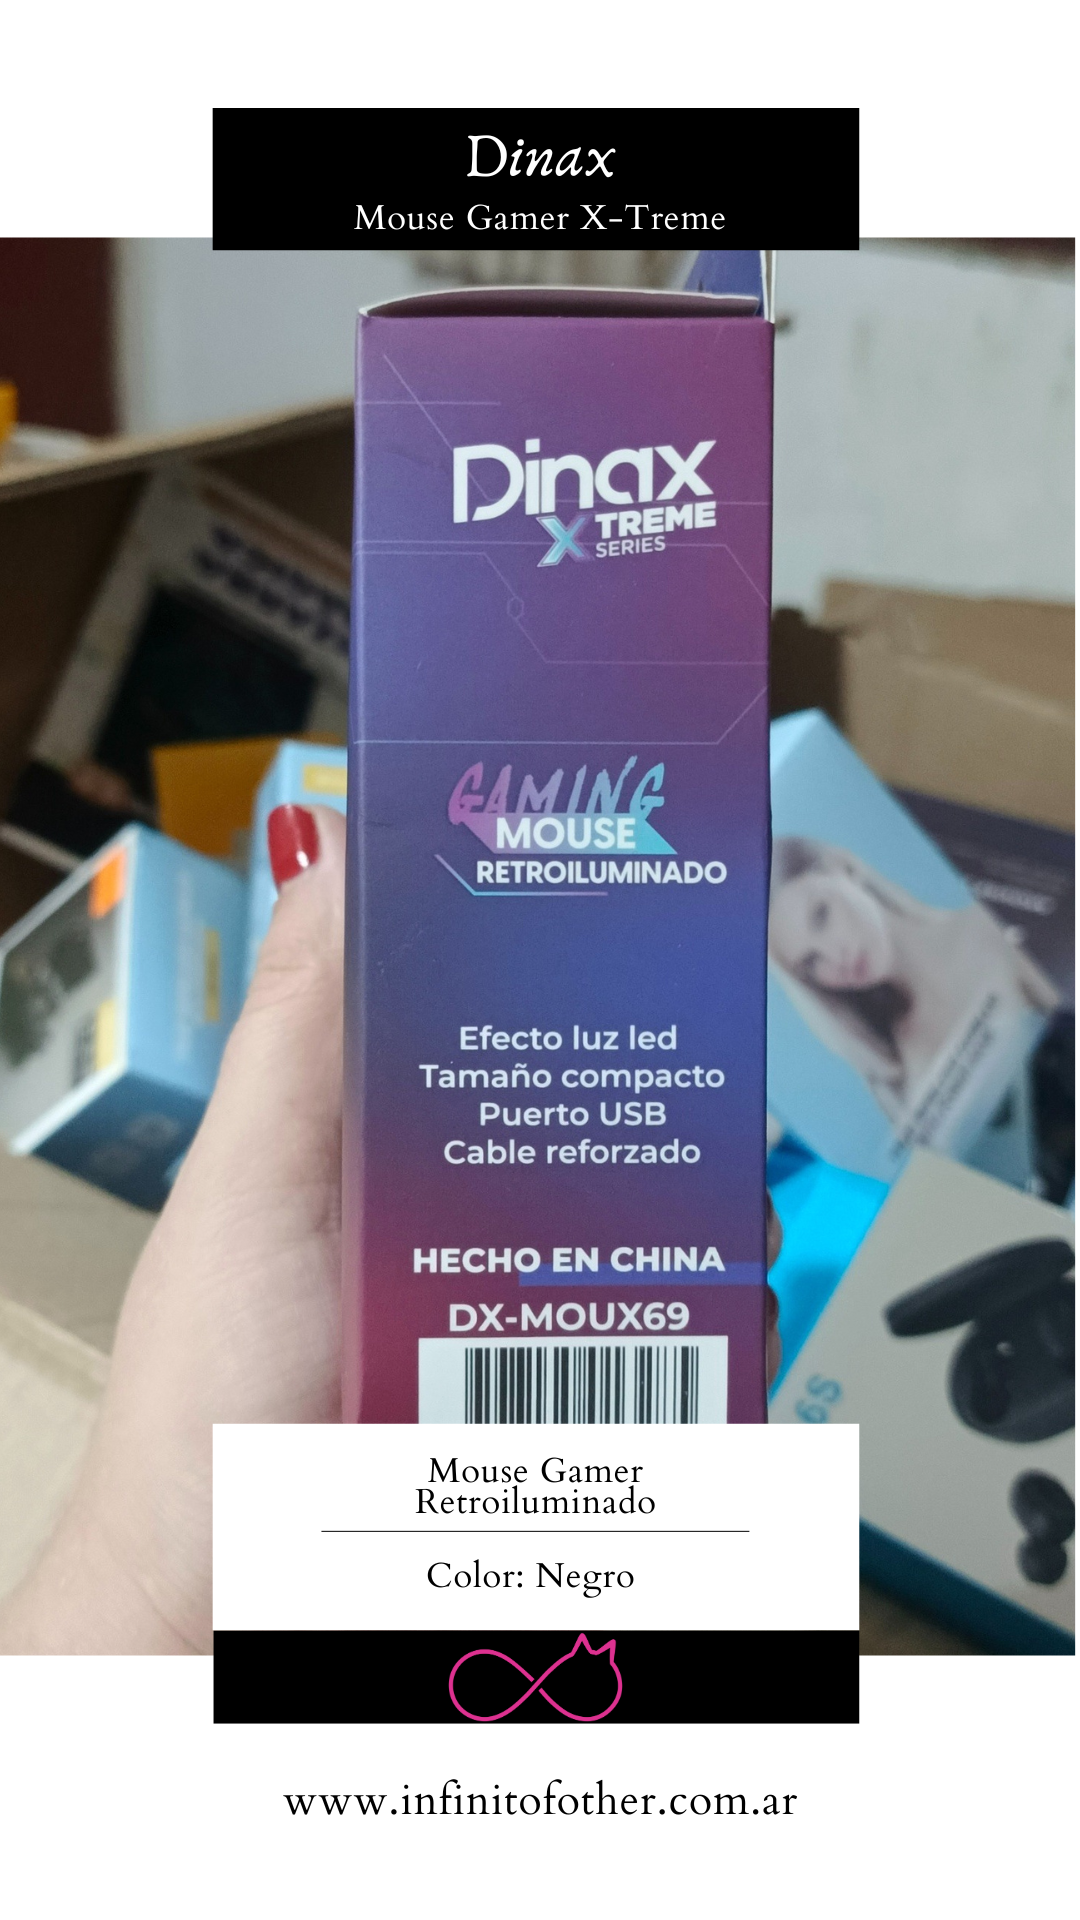 Dinax
Mouse Gamer X-Treme
Dinax
X TREME
SERIES
GAMING
MOUSE
RETROILUMINADO
Efecto luz led
Tamaño compacto
Puerto USB
Cable reforzado
HECHO EN CHINA
DX-MOUX69
6S
Mouse Gamer
Retroiluminado
Color: Negro
www.infinitofother.com.ar